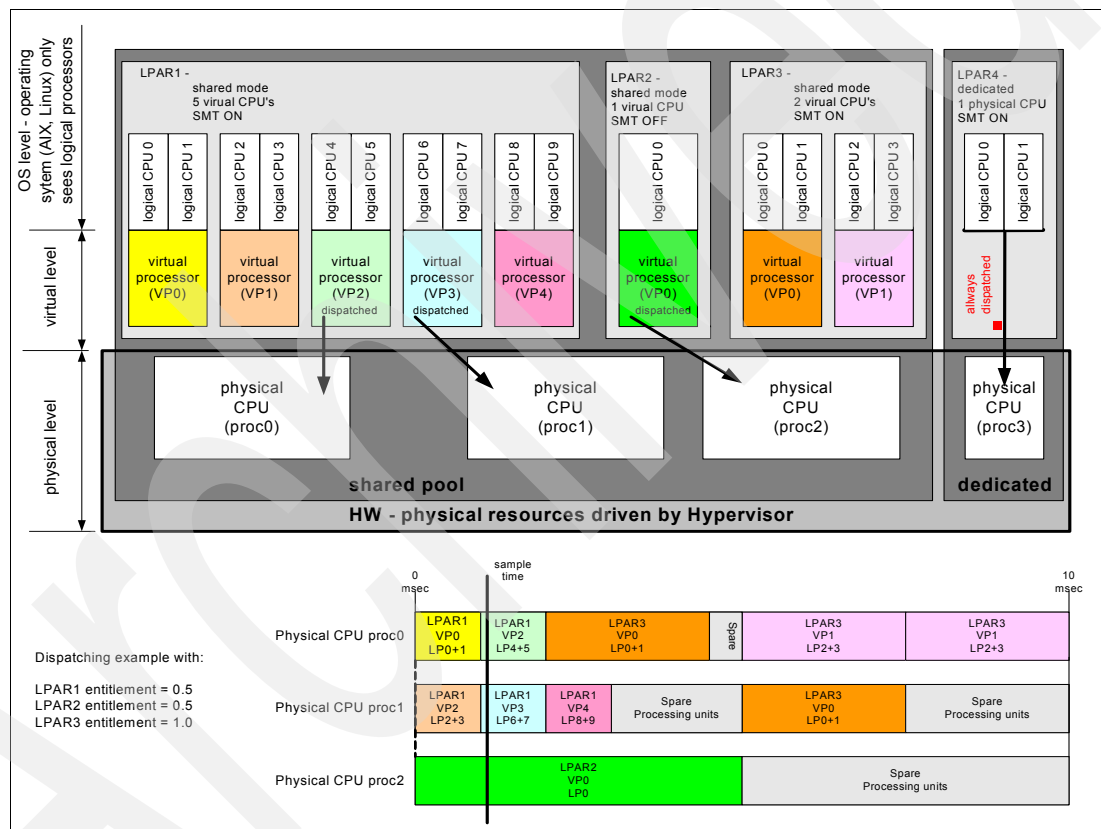 OS level - operating
sytem (AIX, Linux) only
sees logical processors
virtual level
physical level
LPAR1 -
shared mode
5 virual CPU's
SMT ON
LPAR2 -
shared mode
1 virual CPU
SMT OFF
LPAR3 -
shared mode
2 virual CPU's
SMT ON
LPAR4 -
dedicated
1 physical CPU
SMT ON
logical CPU 0
logical CPU 1
logical CPU 2
logical CPU 3
logical CPU 4
logical CPU 5
logical CPU 6
logical CPU 7
logical CPU 8
logical CPU 9
logical CPU 0
logical CPU 0
logical CPU 1
logical CPU 2
logical CPU 3
logical CPU 0
logical CPU 1
virtual
processor
(VP0)
virtual
processor
(VP1)
virtual
processor
(VP2)
dispatched
virtual
processor
(VP3)
dispatched
virtual
processor
(VP4)
virtual
processor
(VP0)
dispatched
virtual
processor
(VP0)
virtual
processor
(VP1)
allways
dispatched
physical
CPU
(proc0)
physical
CPU
(proc1)
physical
CPU
(proc2)
physical
CPU
(proc3)
shared pool
dedicated
HW - physical resources driven by Hypervisor
0
msec
sample
time
10
msec
Physical CPU proc0
LPAR1
VP0
LP0+1
LPAR1
VP2
LP4+5
LPAR3
VP0
LP0+1
Spare
LPAR3
VP1
LP2+3
LPAR3
VP1
LP2+3
Dispatching example with:
LPAR1 entitlement = 0.5
LPAR2 entitlement = 0.5
LPAR3 entitlement = 1.0
Physical CPU proc1
LPAR1
VP2
LP2+3
LPAR1
VP3
LP6+7
LPAR1
VP4
LP8+9
Spare
Processing units
LPAR3
VP0
LP0+1
Spare
Processing units
Physical CPU proc2
LPAR2
VP0
LP0
Spare
Processing units